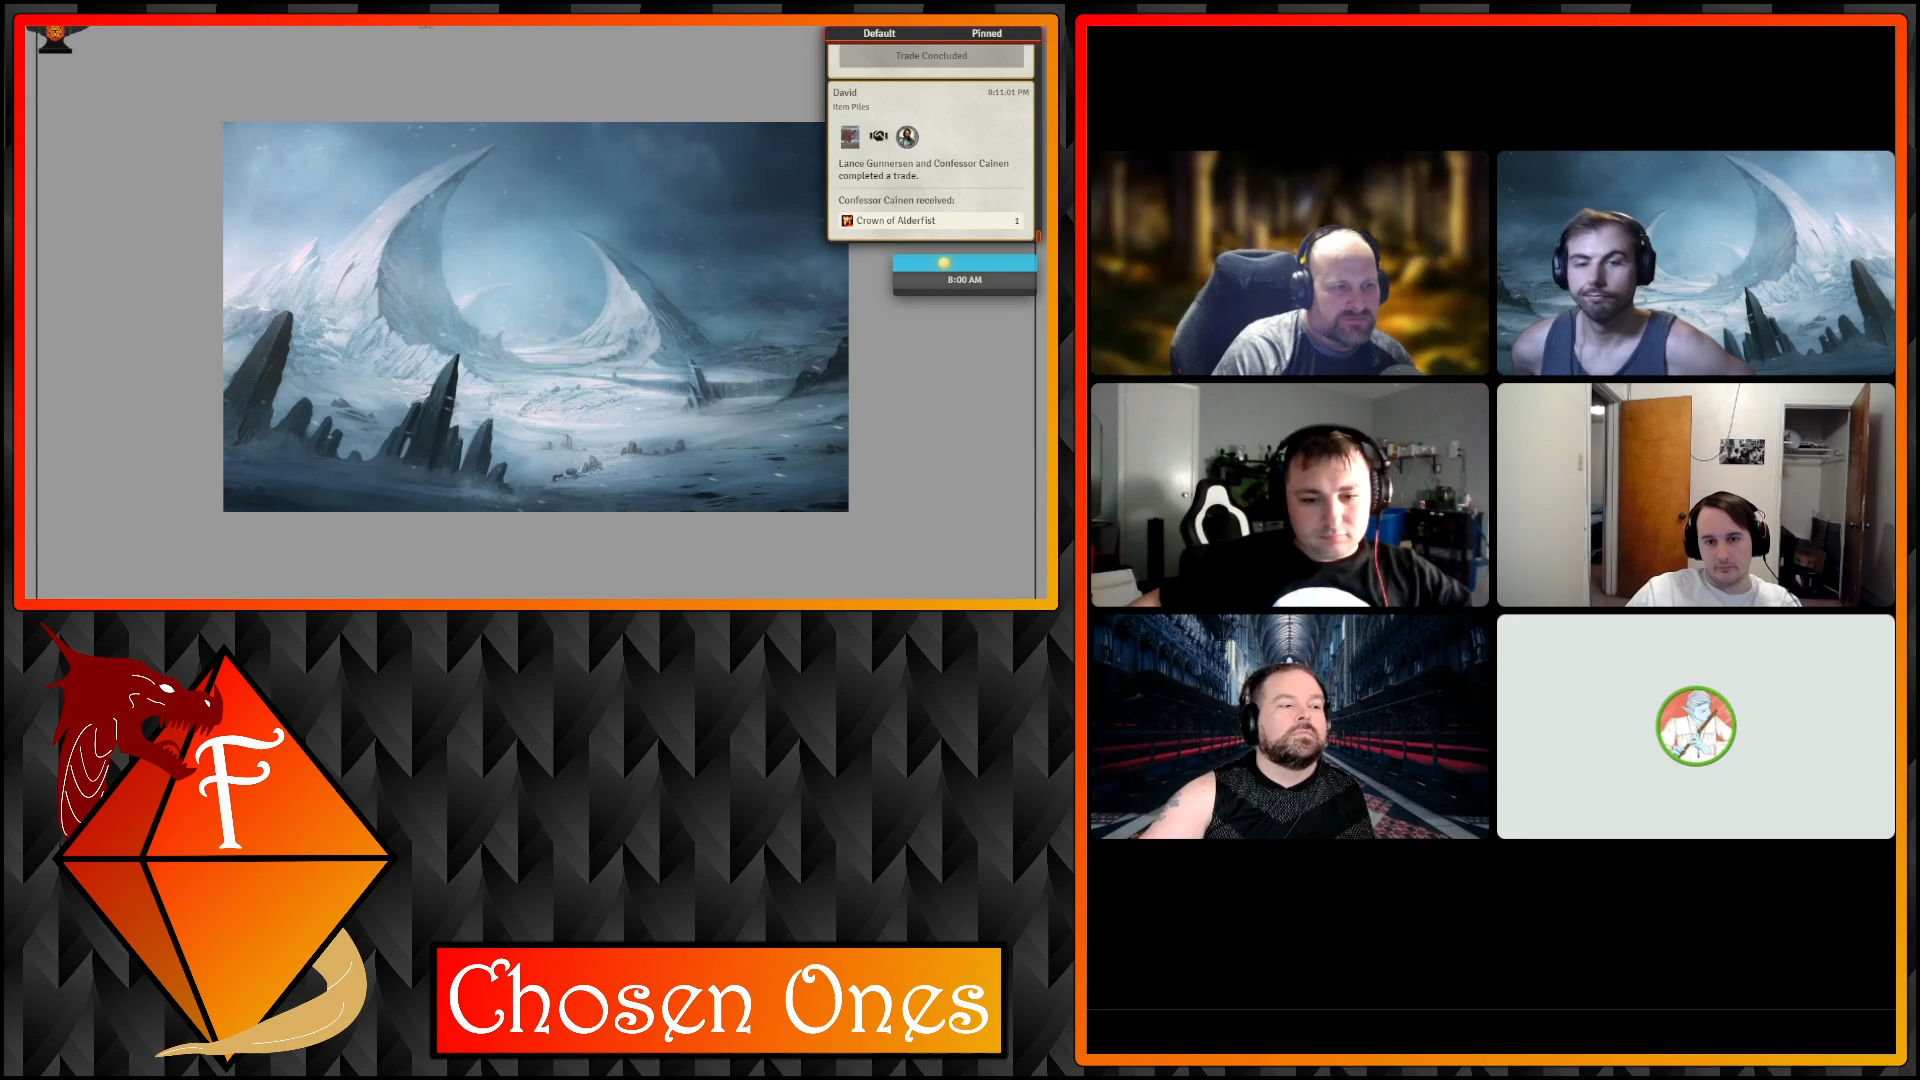 Default Pinned
Trade Concluded
David 8:11:01 PM
Item Piles
Lance Gunnersen and Confessor Cainen
completed a trade.
Confessor Cainen received:
Crown of Alderfist 1
8:00 AM
F
Chosen Ones